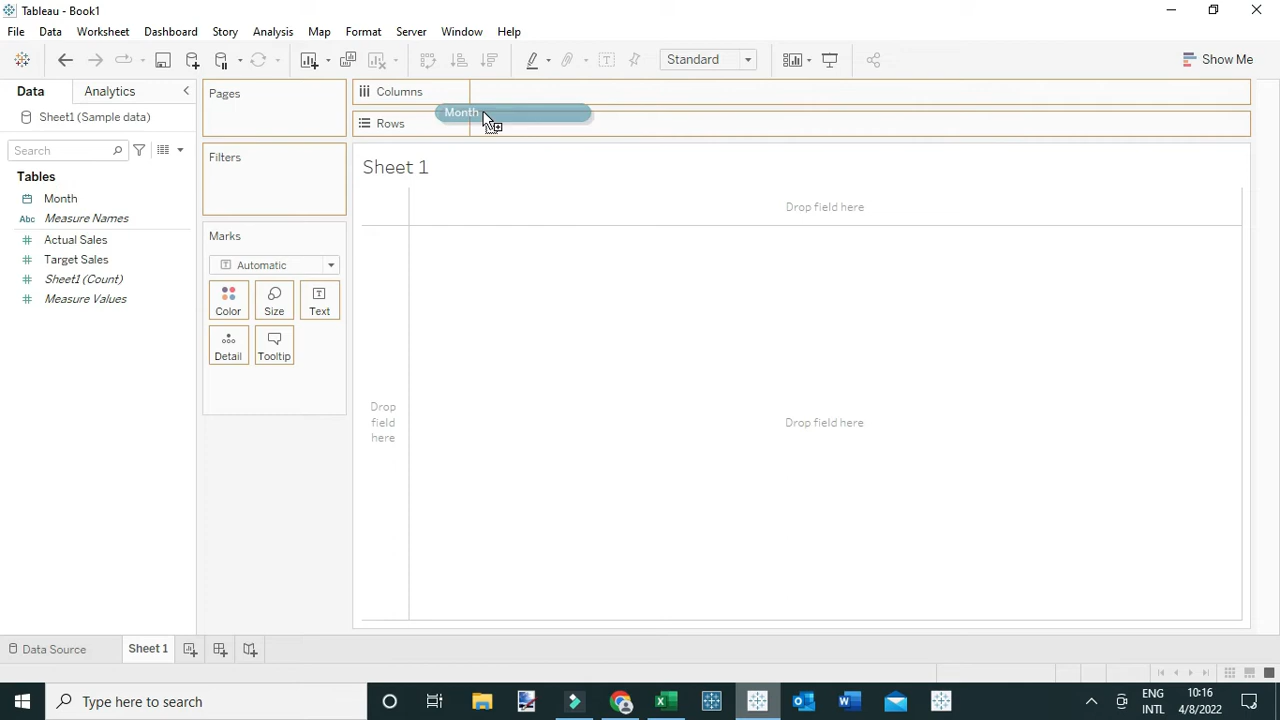 Tableau - Book1
File Data Worksheet Dashboard Story Analysis Map Format Server Window Help
Standard
Show Me
Data Analytics
Sheet1 (Sample data)
Search
Tables
Month
Abc Measure Names
Actual Sales
Target Sales
Sheet1 (Count)
Measure Values
Pages
Filters
Marks
Automatic
Color Size Text
Detail Tooltip
Columns
Month
Rows
Sheet 1
Drop field here
Drop
field
here
Drop field here
Data Source Sheet 1
Type here to search
ENG
INTL
10:16
4/8/2022